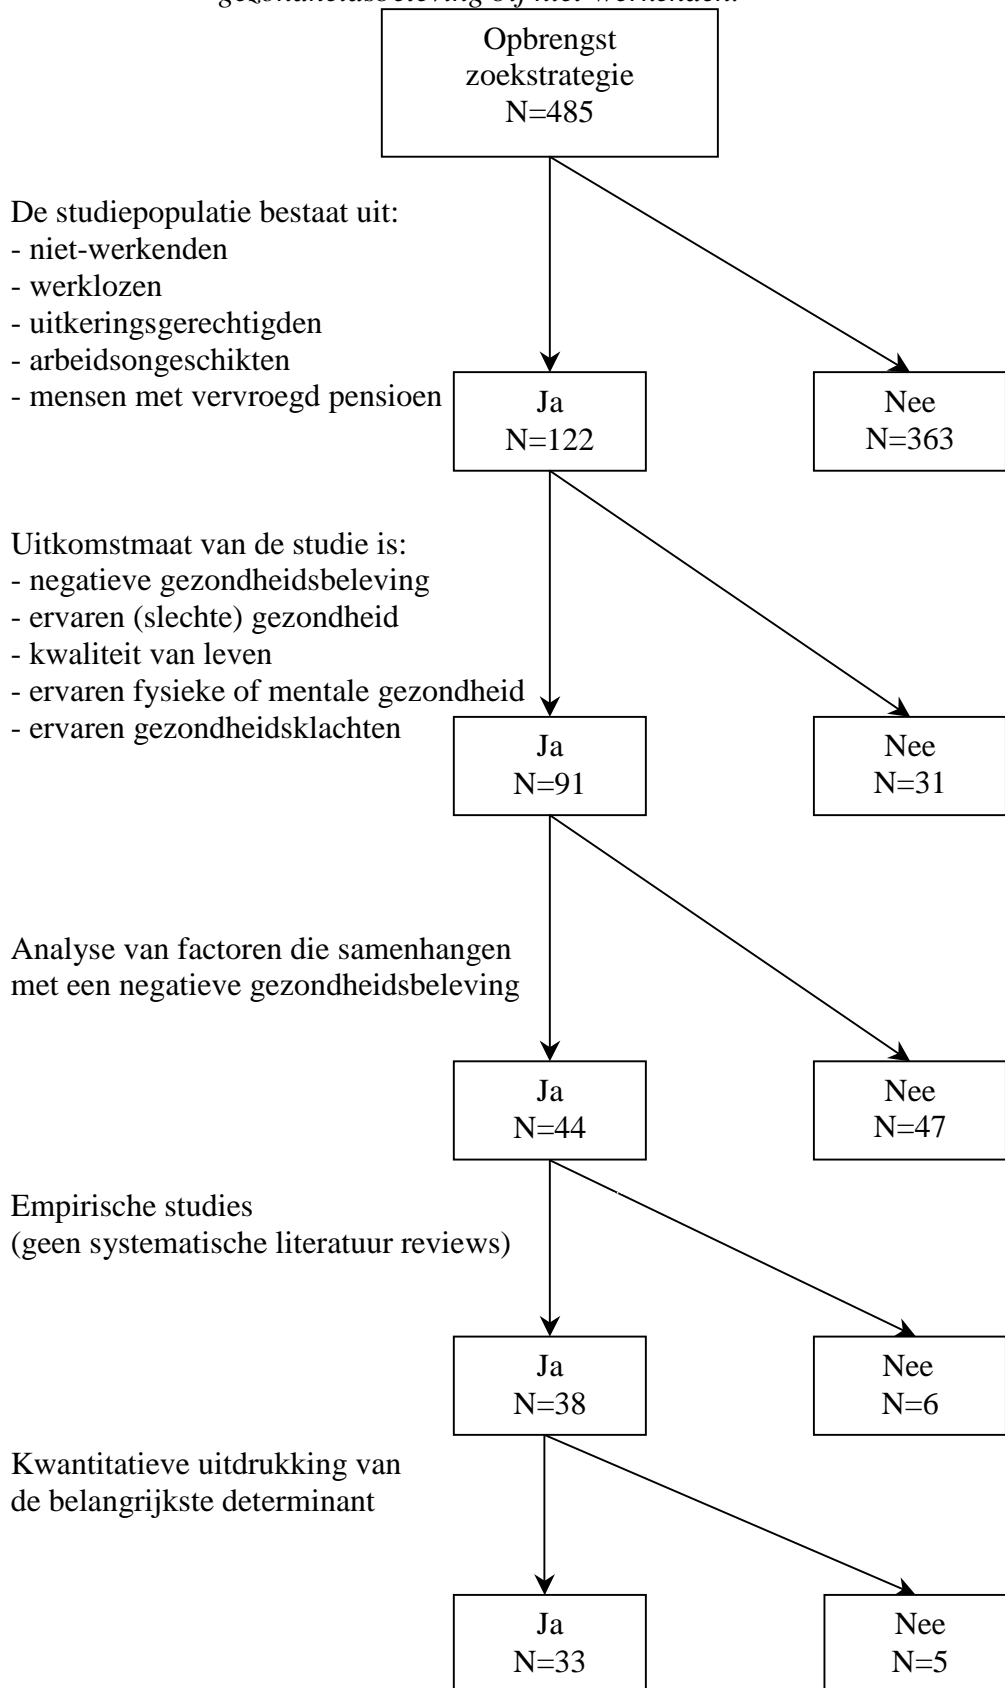 gezondheidsbeleving bij niet-werkenden.
Opbrengst
zoekstrategie
N=485
De studiepopulatie bestaat uit:
- niet-werkenden
- werklozen
- uitkeringsgerechtigden
- arbeidsongeschikten
- mensen met vervroegd pensioen
Ja
N=122
Nee
N=363
Uitkomstmaat van de studie is:
- negatieve gezondheidsbeleving
- ervaren (slechte) gezondheid
- kwaliteit van leven
- ervaren fysieke of mentale gezondheid
- ervaren gezondheidsklachten
Ja
N=91
Nee
N=31
Analyse van factoren die samenhangen
met een negatieve gezondheidsbeleving
Ja
N=44
Nee
N=47
Empirische studies
(geen systematische literatuur reviews)
Ja
N=38
Nee
N=6
Kwantitatieve uitdrukking van
de belangrijkste determinant
Ja
N=33
Nee
N=5